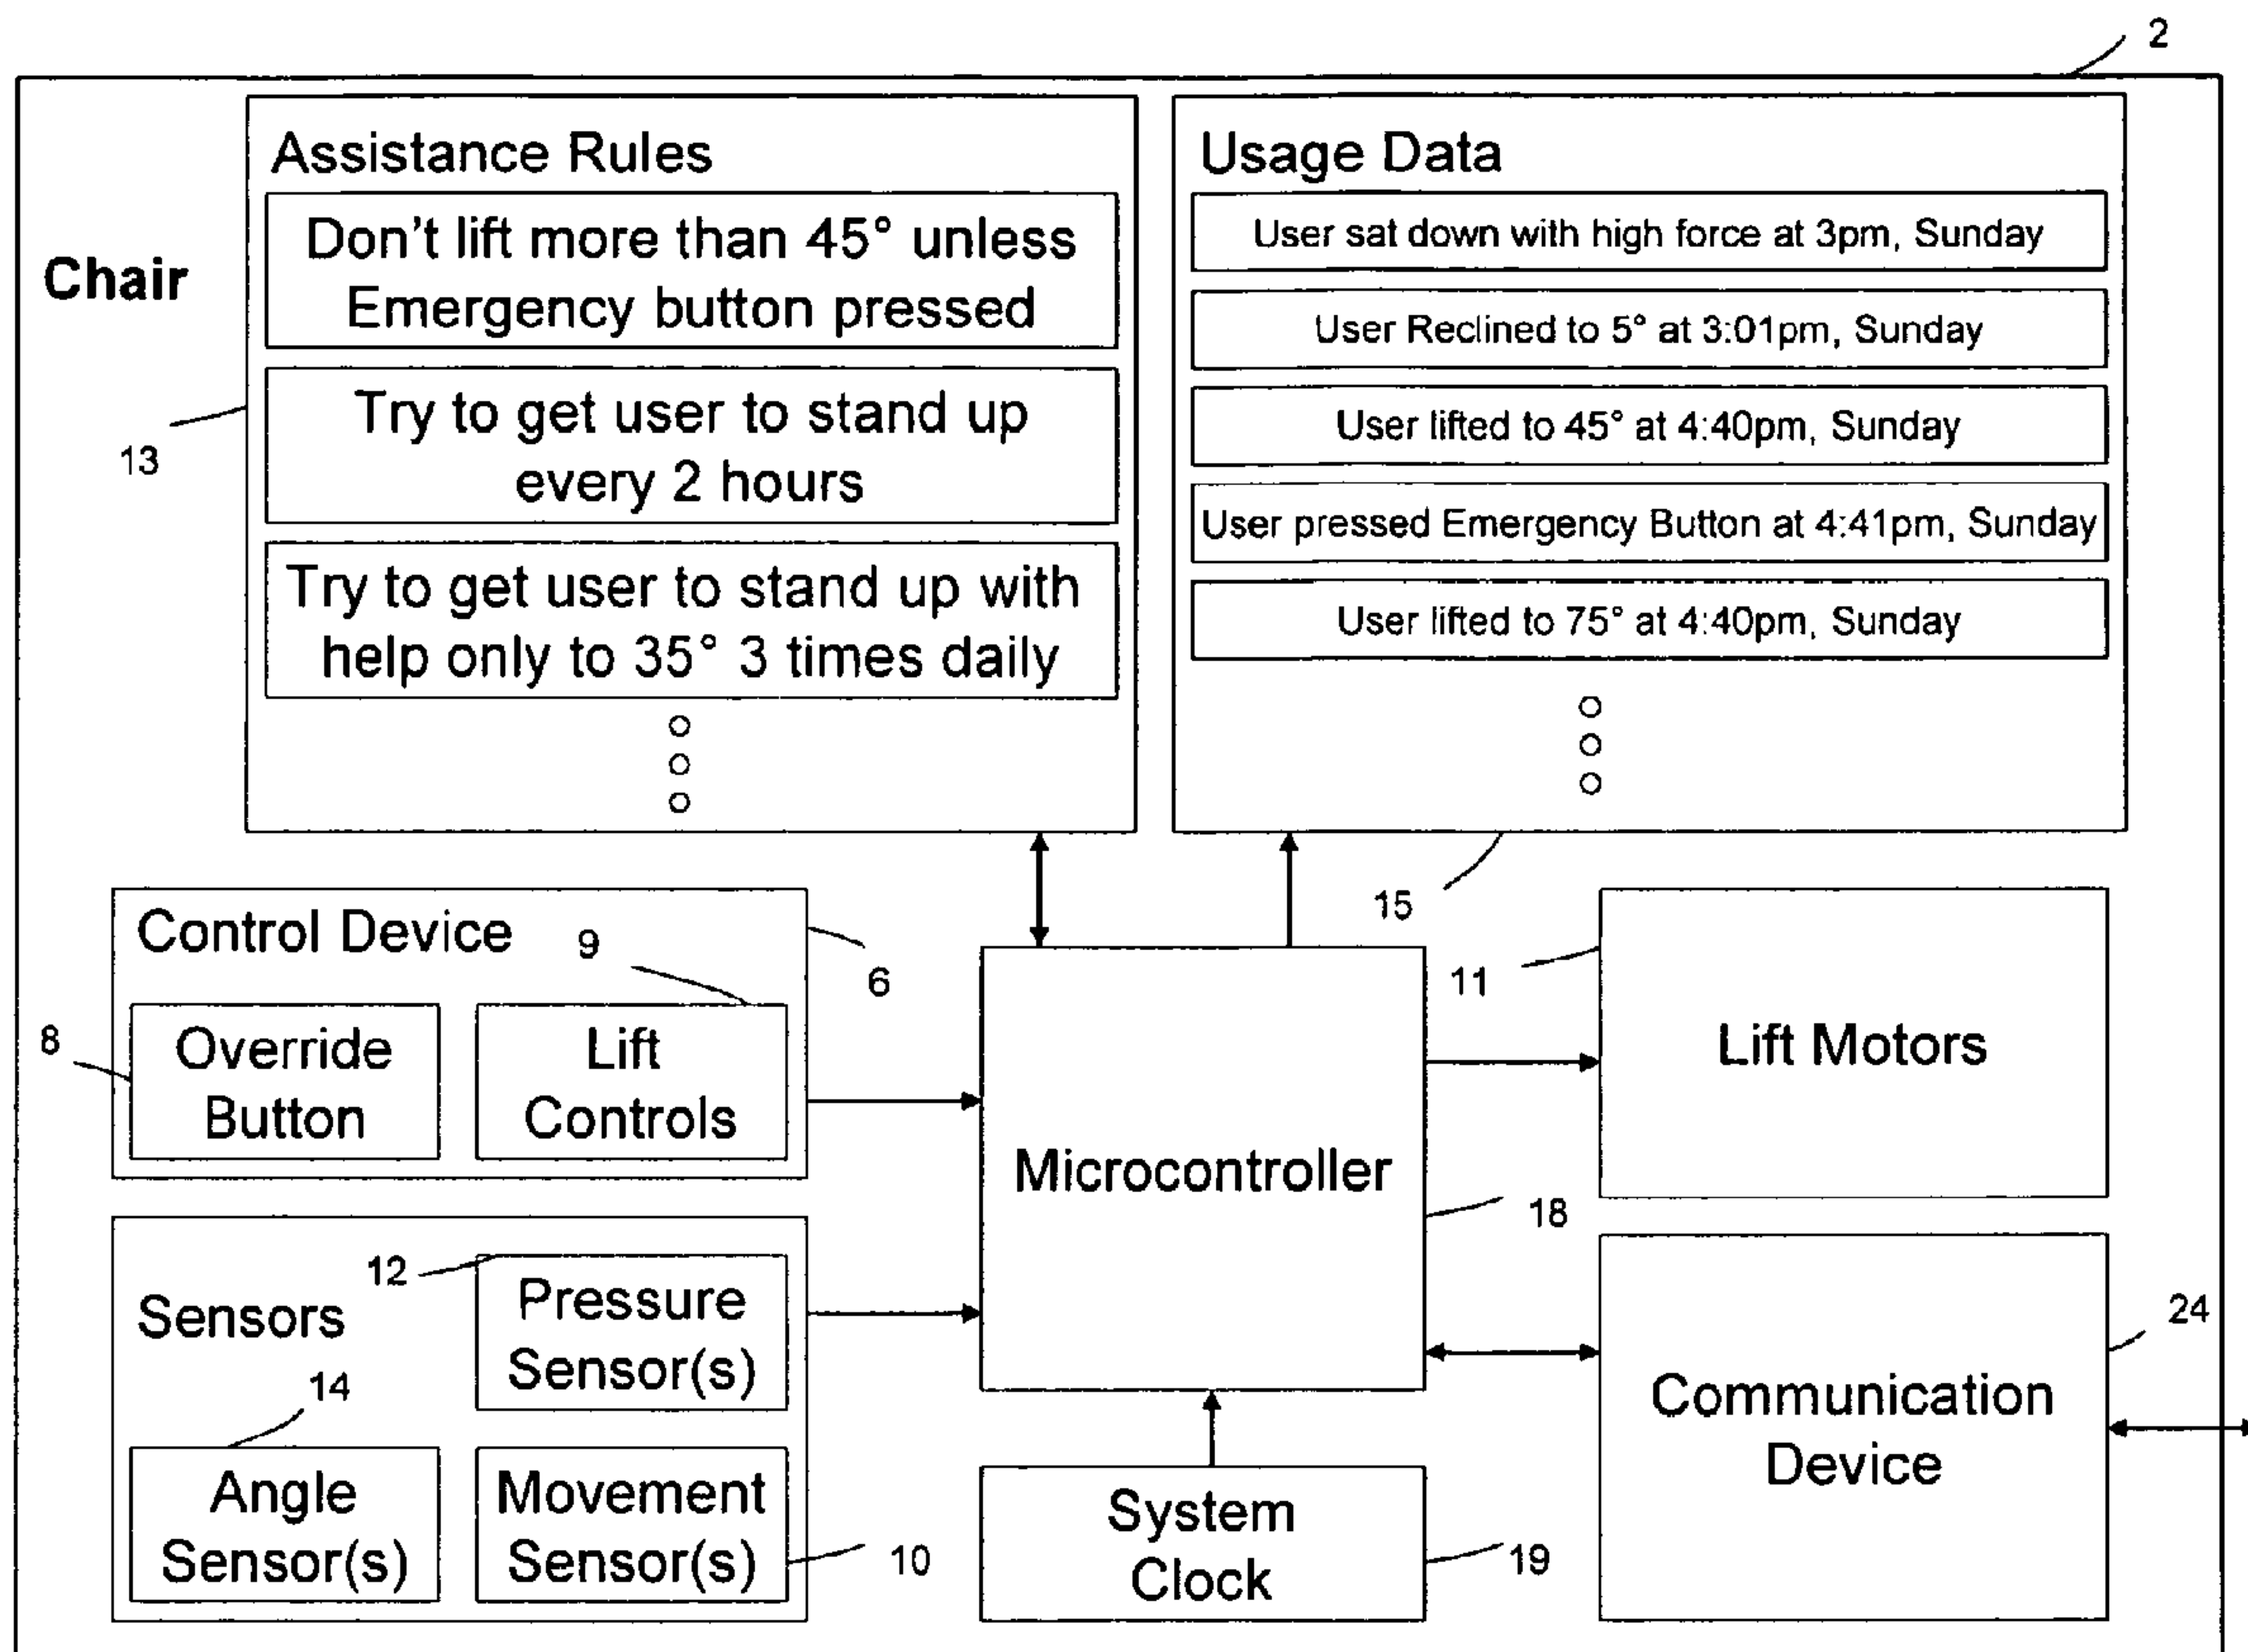 2
Chair
Assistance Rules
Don't lift more than 45° unless
Emergency button pressed
Try to get user to stand up
every 2 hours
Try to get user to stand up with
help only to 35° 3 times daily
13
Usage Data
User sat down with high force at 3pm, Sunday
User Reclined to 5° at 3:01pm, Sunday
User lifted to 45° at 4:40pm, Sunday
User pressed Emergency Button at 4:41pm, Sunday
User lifted to 75° at 4:40pm, Sunday
15
Control Device
9
6
8
Override
Button
Lift
Controls
Microcontroller
18
11
Lift Motors
Sensors
12
Pressure
Sensor(s)
14
Angle
Sensor(s)
Movement
Sensor(s)
10
System
Clock
19
24
Communication
Device